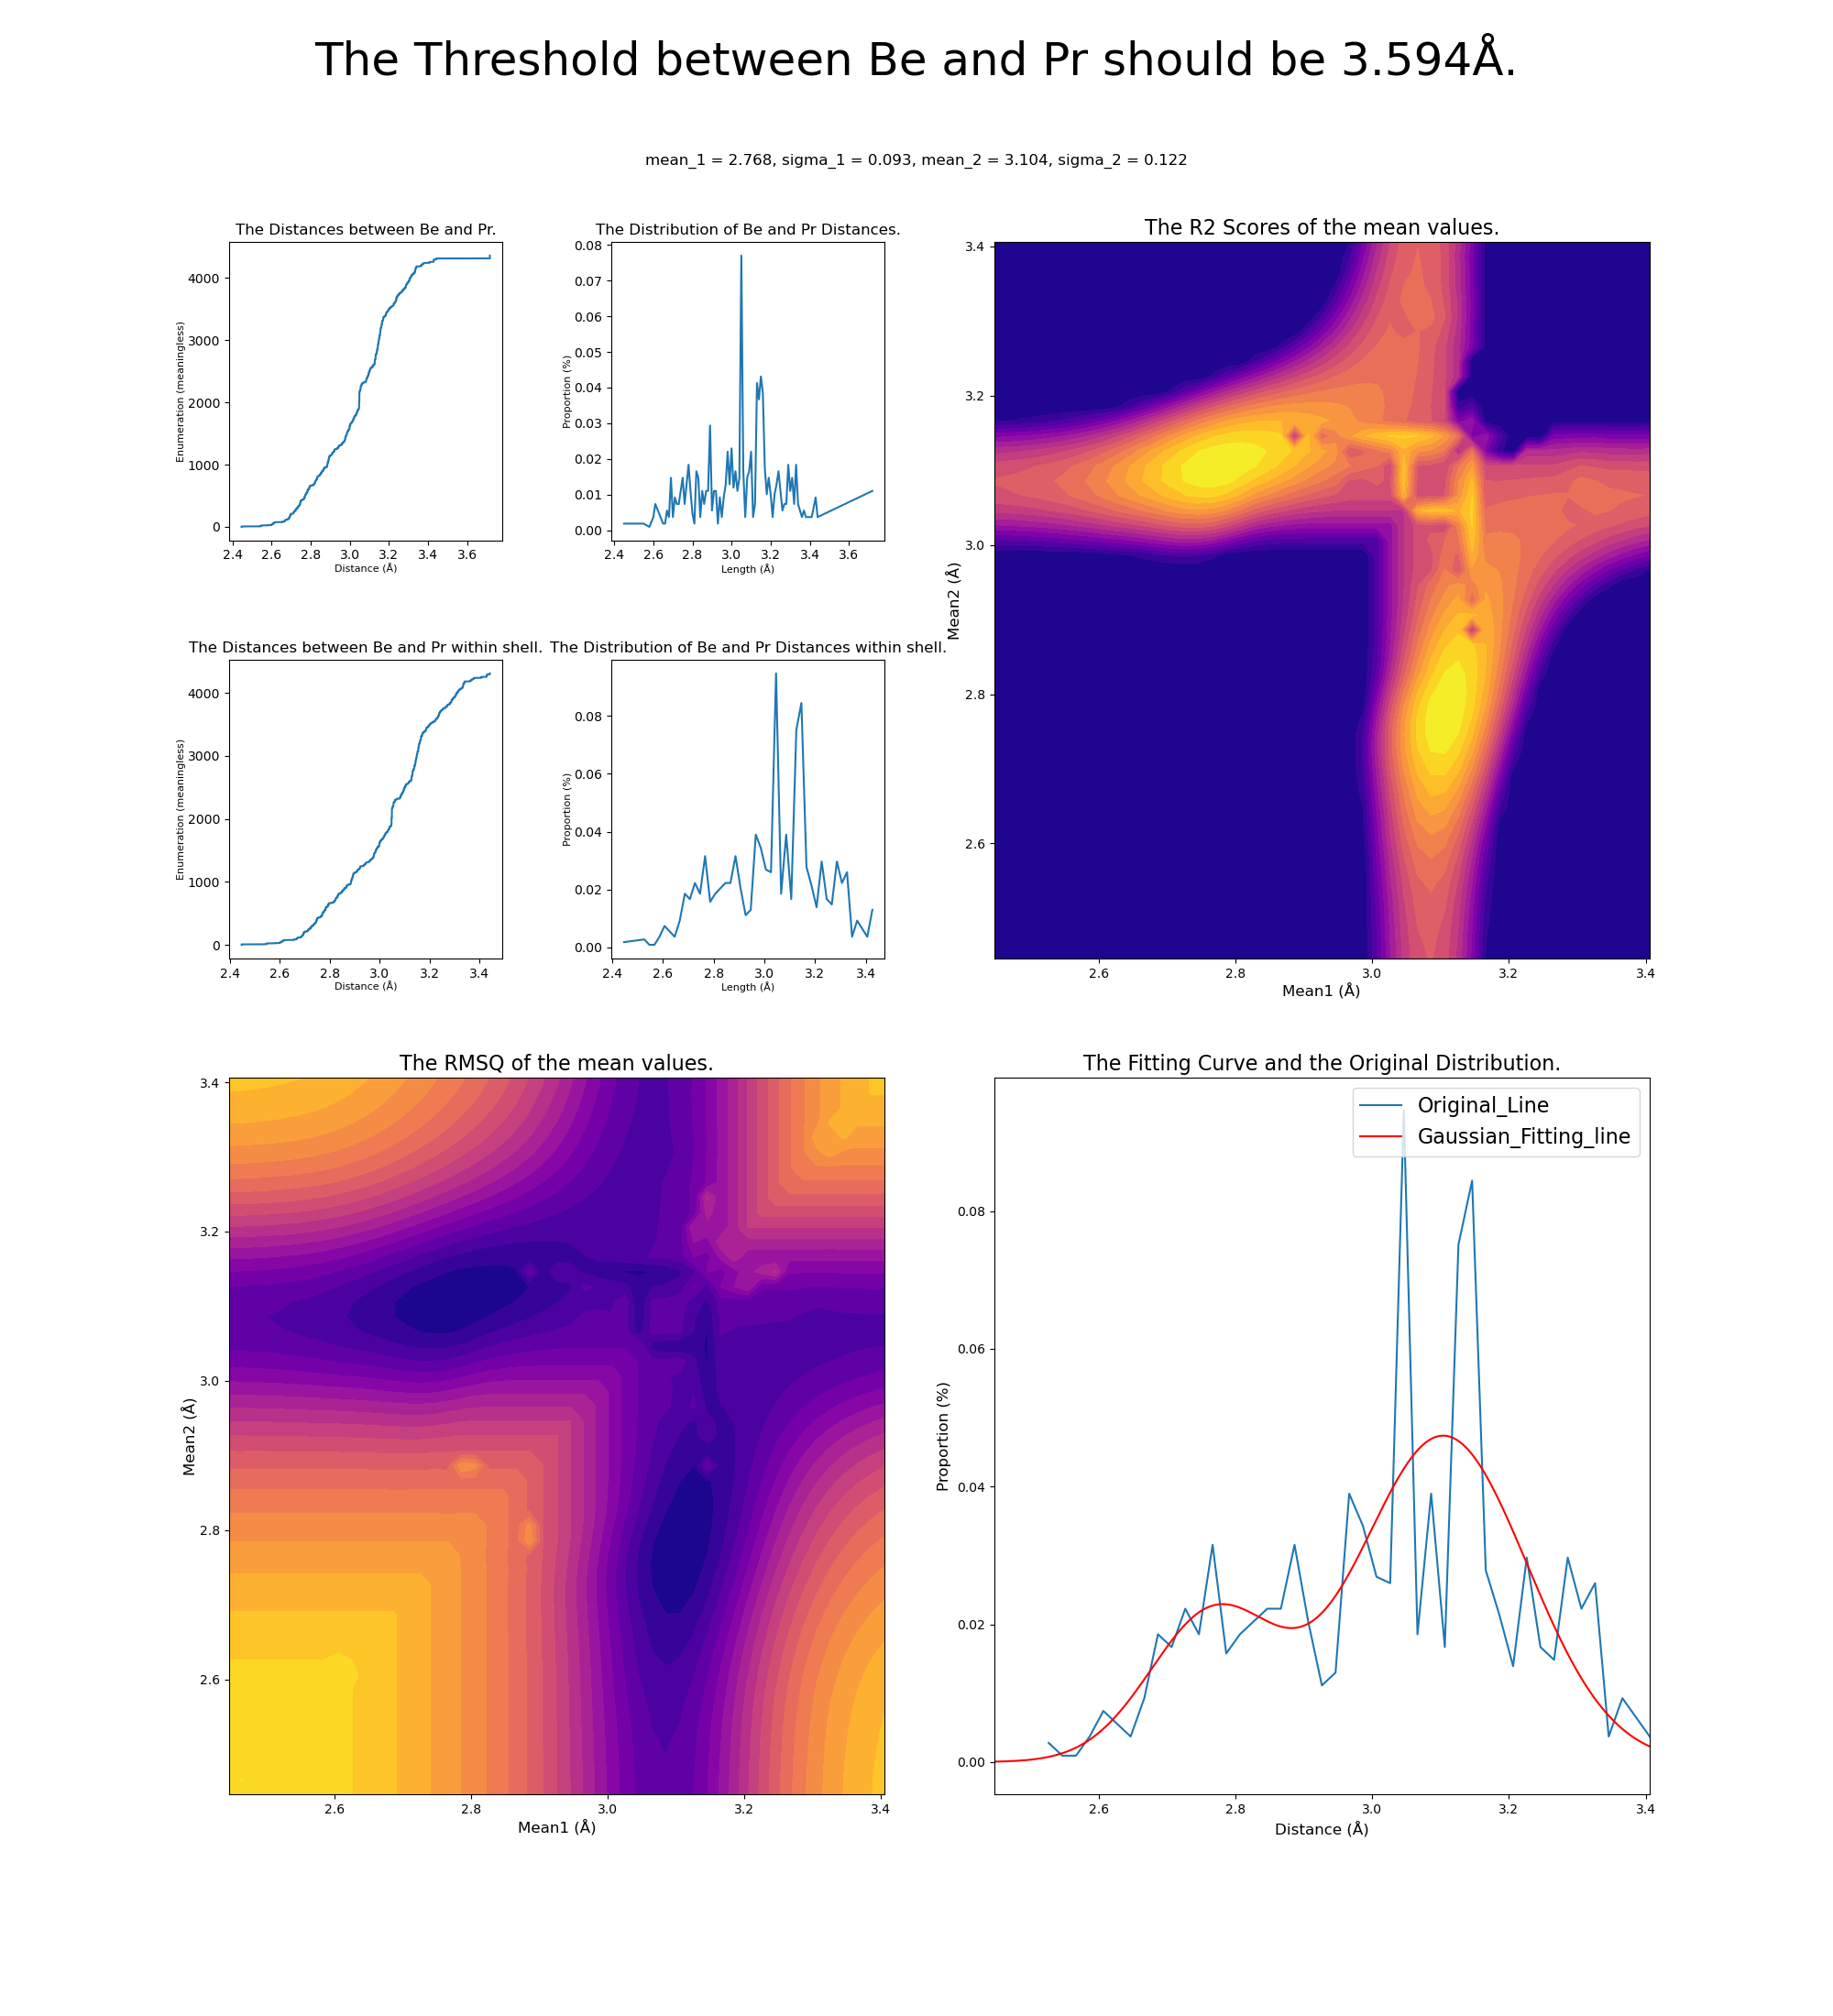 The Threshold between Be and Pr should be 3.594Å.
mean_1 = 2.768, sigma_1 = 0.093, mean_2 = 3.104, sigma_2 = 0.122
The Distances between Be and Pr.
Enumeration (meaningless)
4000
3000
2000
1000
0
2.4 2.6 2.8 3.0 3.2 3.4 3.6
Distance (Å)
The Distribution of Be and Pr Distances.
Proportion (%)
0.08
0.07
0.06
0.05
0.04
0.03
0.02
0.01
0.00
2.4 2.6 2.8 3.0 3.2 3.4 3.6
Length (Å)
The R2 Scores of the mean values.
Mean2 (Å)
3.4
3.2
3.0
2.8
2.6
2.6 2.8 3.0 3.2 3.4
Mean1 (Å)
The Distances between Be and Pr within shell.
Enumeration (meaningless)
4000
3000
2000
1000
0
2.4 2.6 2.8 3.0 3.2 3.4
Distance (Å)
The Distribution of Be and Pr Distances within shell.
Proportion (%)
0.08
0.06
0.04
0.02
0.00
2.4 2.6 2.8 3.0 3.2 3.4
Length (Å)
The RMSQ of the mean values.
Mean2 (Å)
3.4
3.2
3.0
2.8
2.6
2.6 2.8 3.0 3.2 3.4
Mean1 (Å)
The Fitting Curve and the Original Distribution.
Original_Line
Gaussian_Fitting_line
Proportion (%)
0.08
0.06
0.04
0.02
0.00
2.6 2.8 3.0 3.2 3.4
Distance (Å)